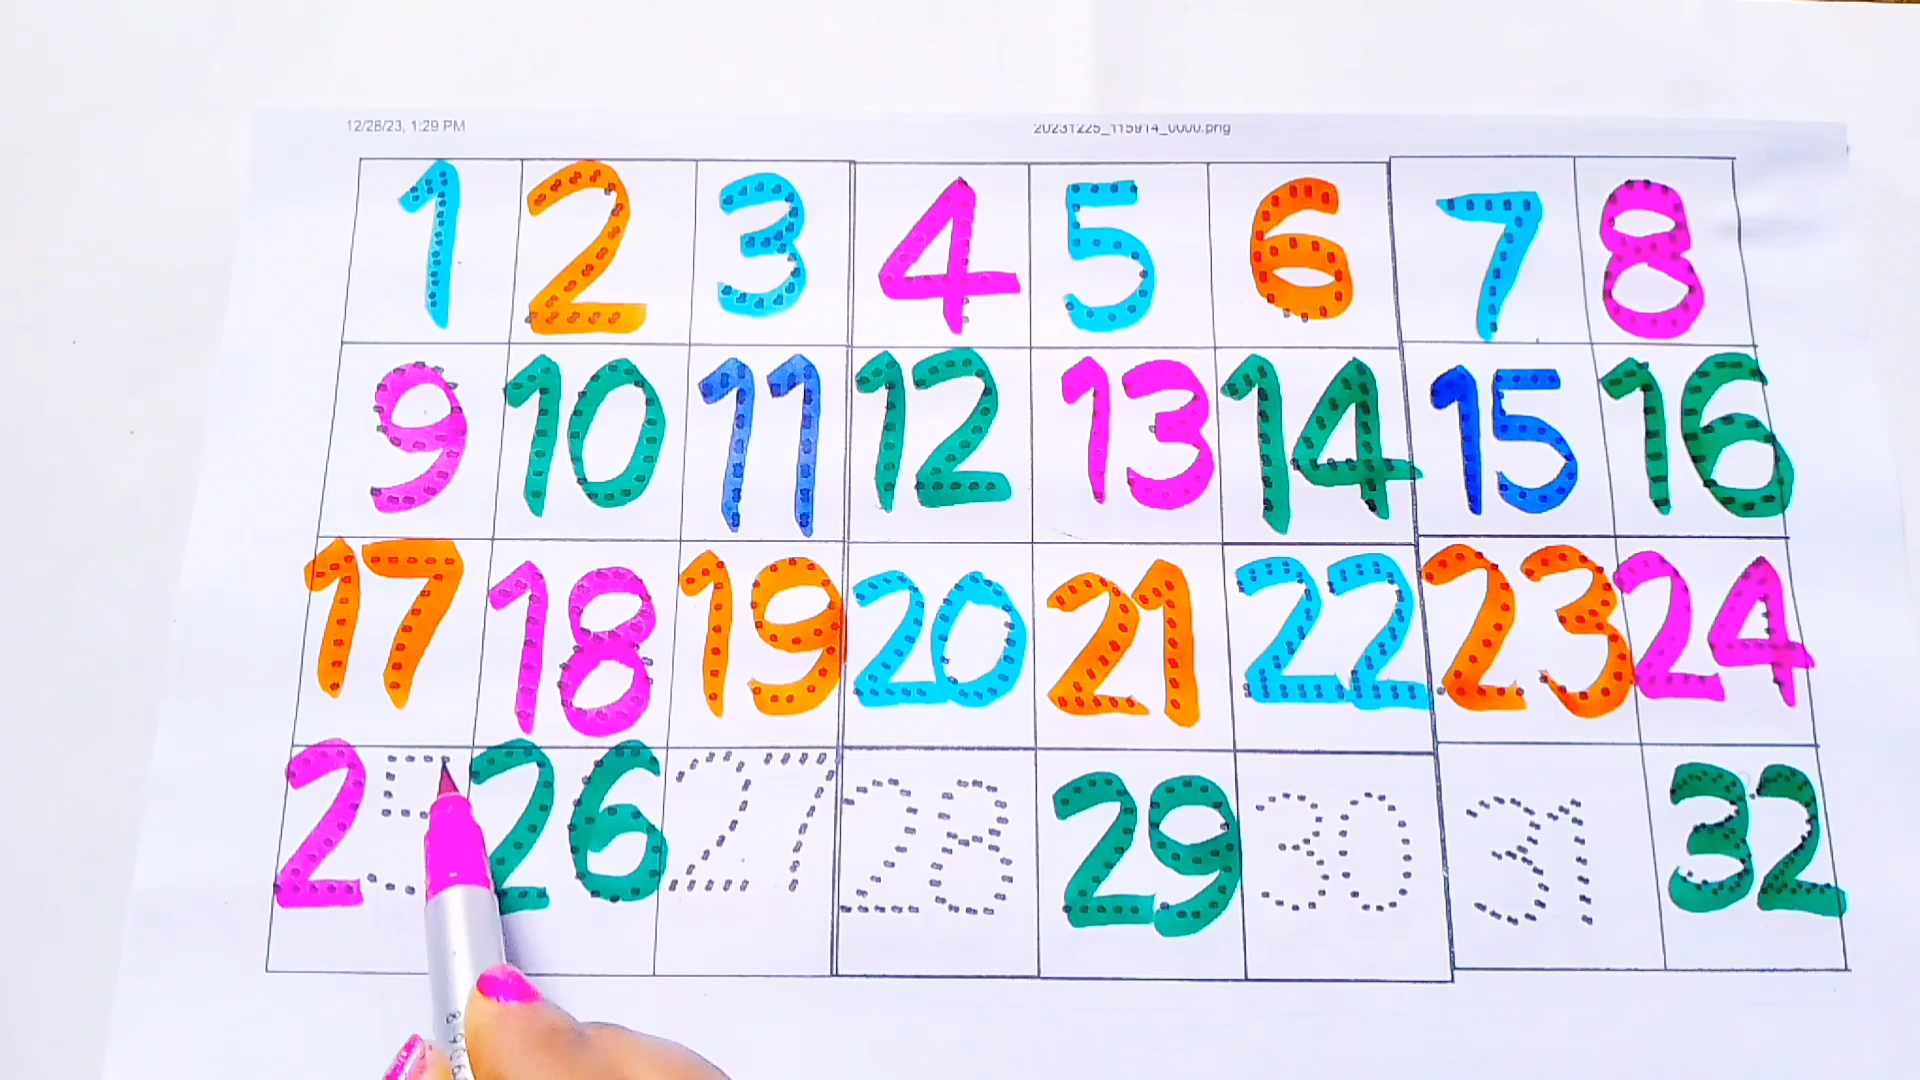 12/28/23, 1:29 PM 20231225_115914_0000.png
1 2 3 4 5 6 7 8
9 10 11 12 13 14 15 16
17 18 19 20 21 22 23 24
25 26 27 28 29 30 31 32